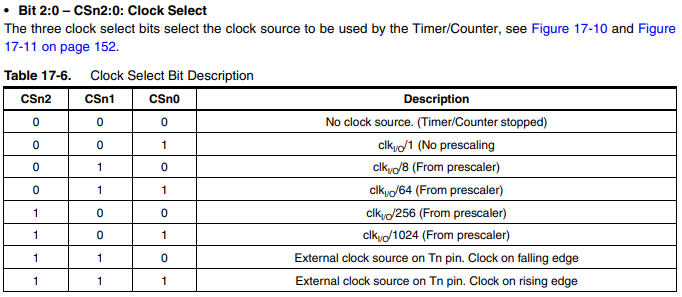 • Bit 2:0 – CSn2:0: Clock Select
The three clock select bits select the clock source to be used by the Timer/Counter, see Figure 17-10 and Figure
17-11 on page 152.
Table 17-6. Clock Select Bit Description
CSn2 CSn1 CSn0 Description
0 0 0 No clock source. (Timer/Counter stopped)
0 0 1 clkI/O/1 (No prescaling
0 1 0 clkI/O/8 (From prescaler)
0 1 1 clkI/O/64 (From prescaler)
1 0 0 clkI/O/256 (From prescaler)
1 0 1 clkI/O/1024 (From prescaler)
1 1 0 External clock source on Tn pin. Clock on falling edge
1 1 1 External clock source on Tn pin. Clock on rising edge